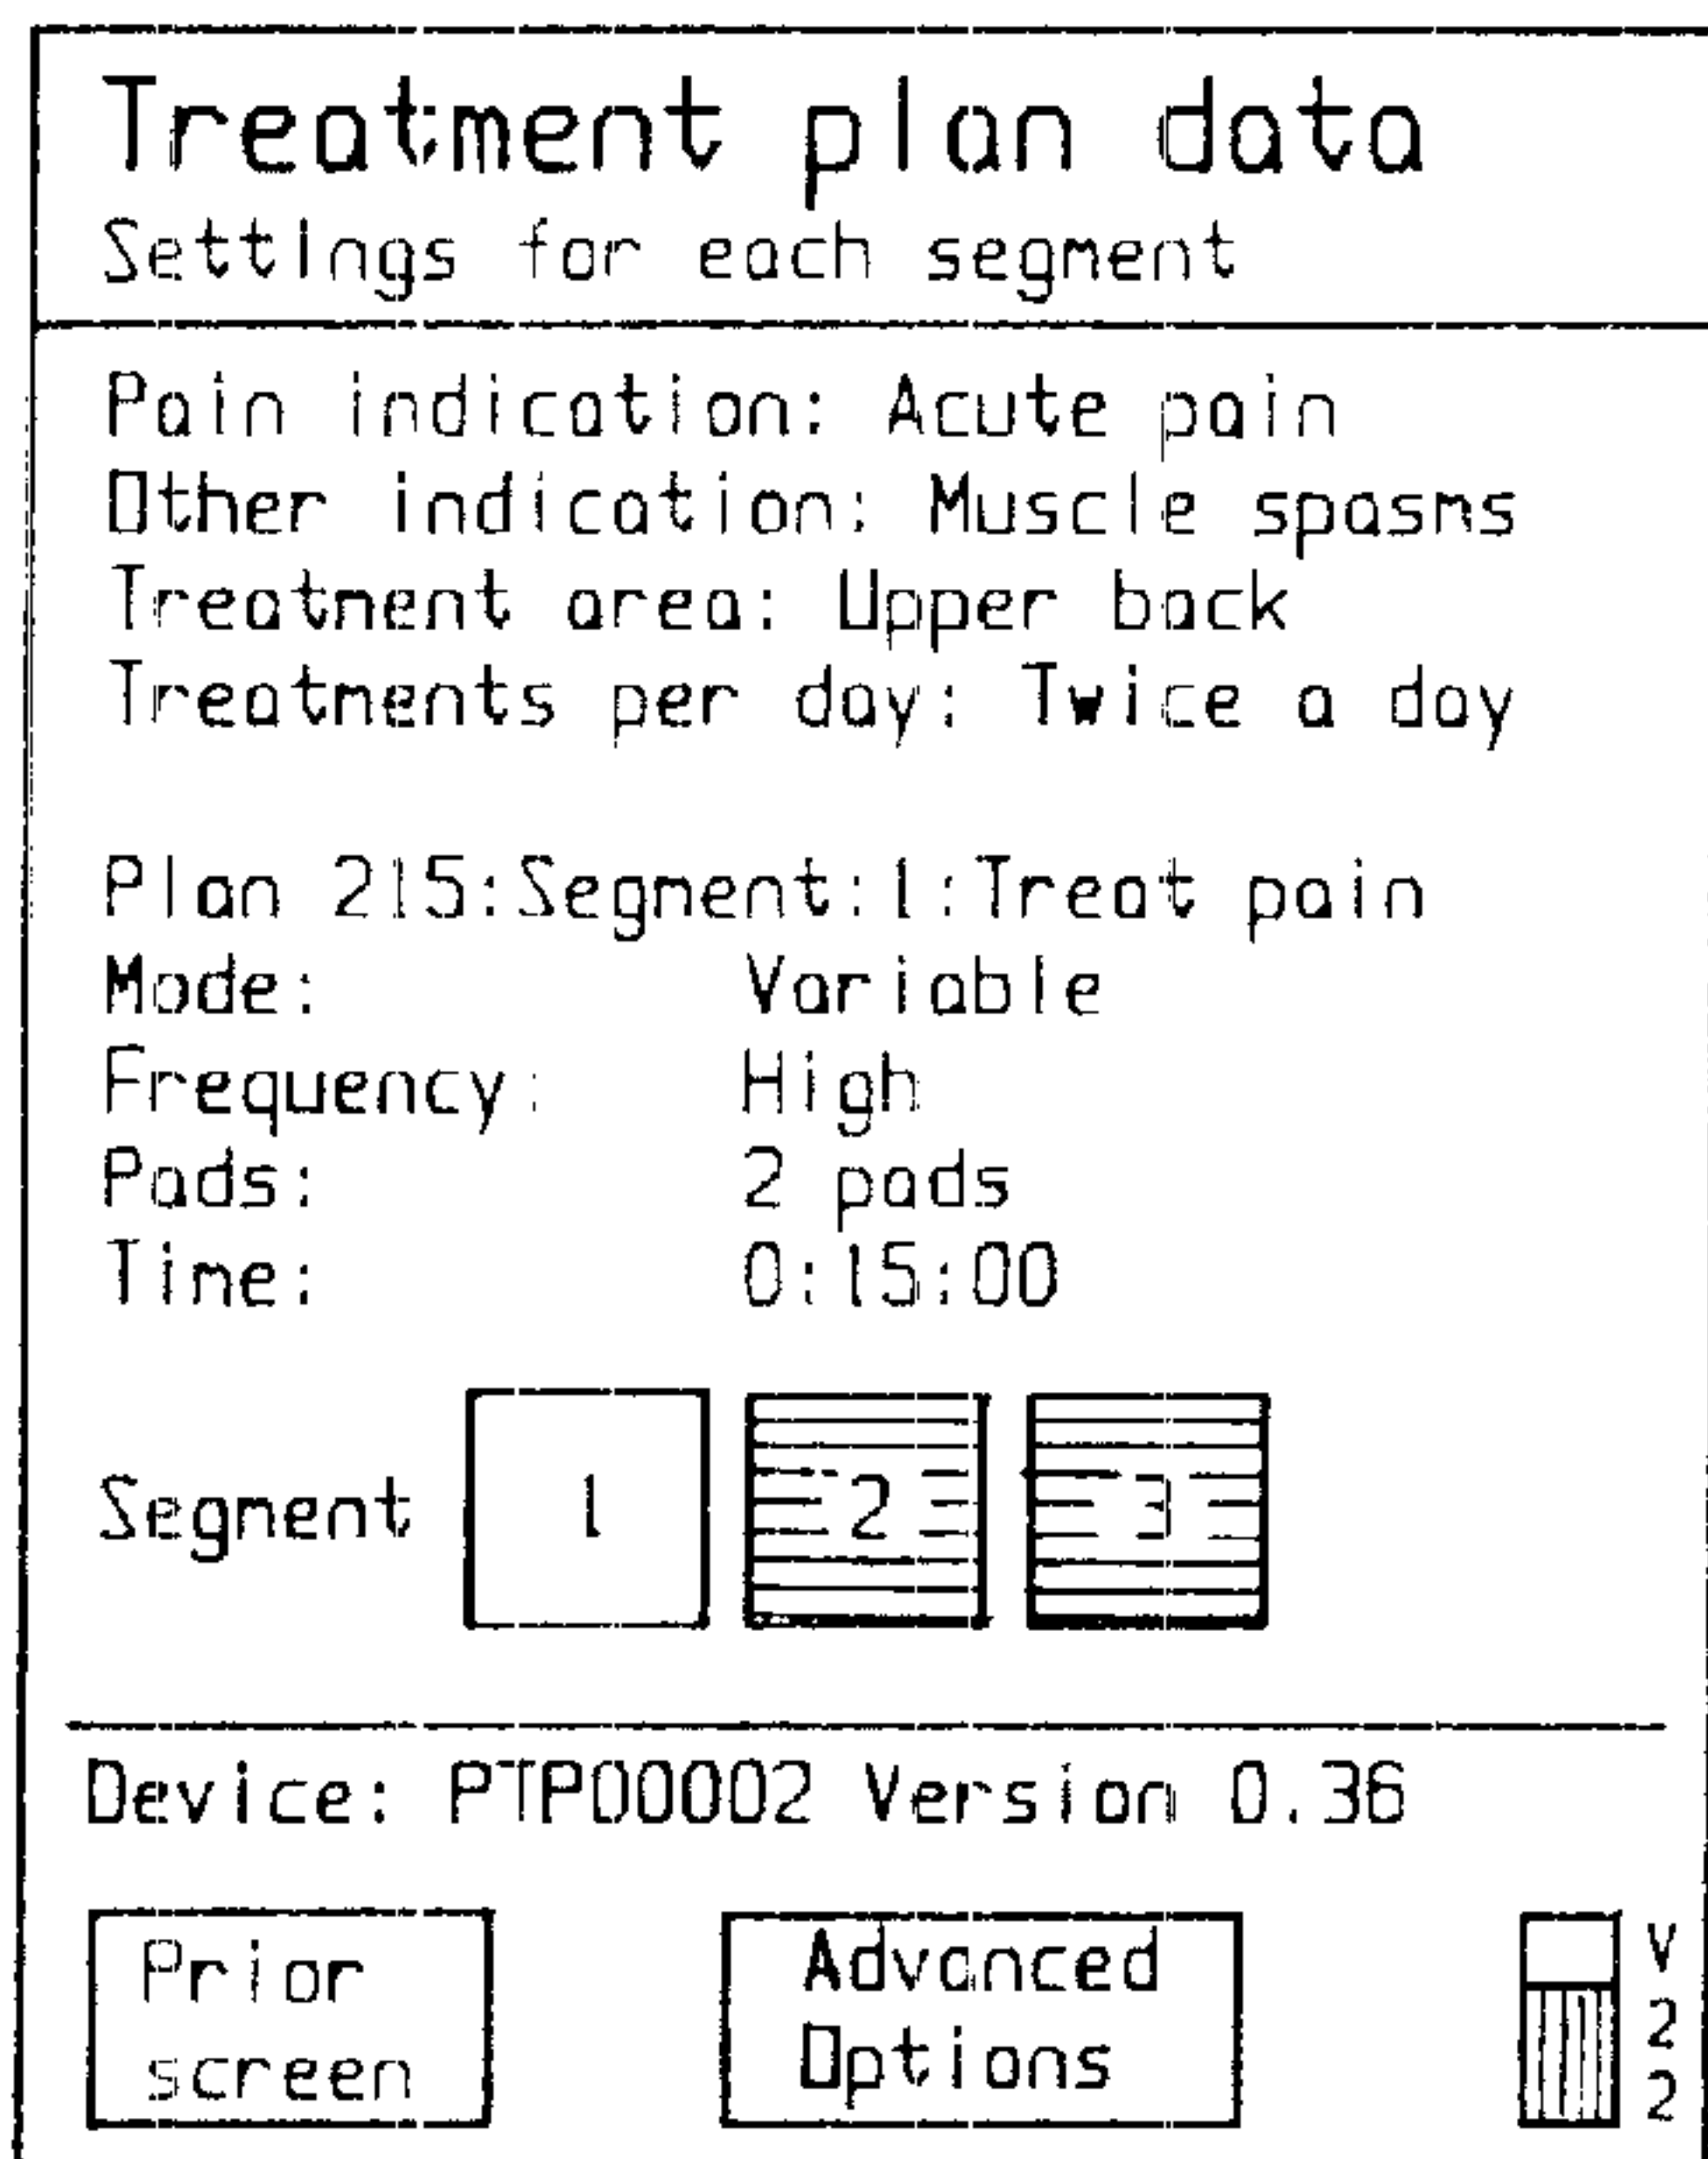 Treatment plan data
Settings for each segment
Pain indication: Acute pain
Other indication: Muscle spasms
Treatment area: Upper back
Treatments per day: Twice a day
Plan 215:Segment:1:Treat pain
Mode: Variable
Frequency: High
Pads: 2 pads
Time: 0:15:00
Segment 1 2 3
Device: PTP00002 Version 0.36
Prior
screen
Advanced
Options
V
2
2